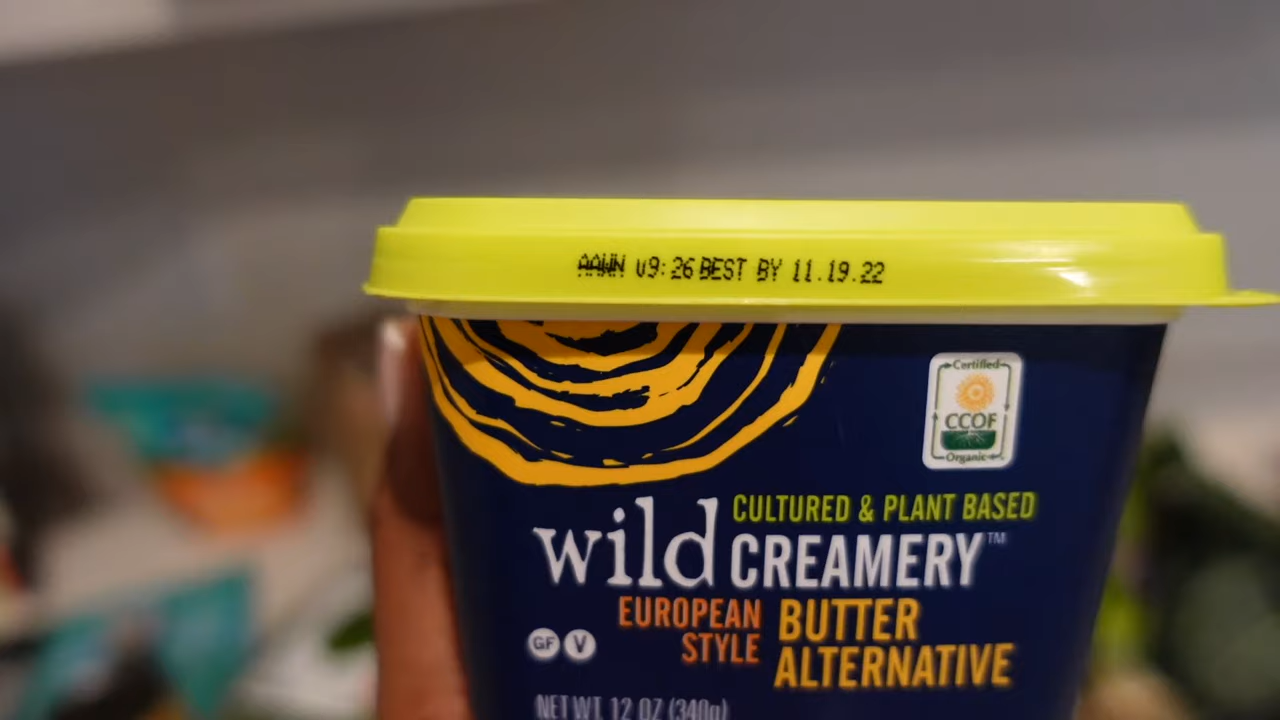 AAWN 09:26 BEST BY 11.19.22
Certified
CCOF
Organic
CULTURED & PLANT BASED
wild CREAMERY™
EUROPEAN STYLE
BUTTER ALTERNATIVE
GF V
NET WT. 12 OZ (340g)